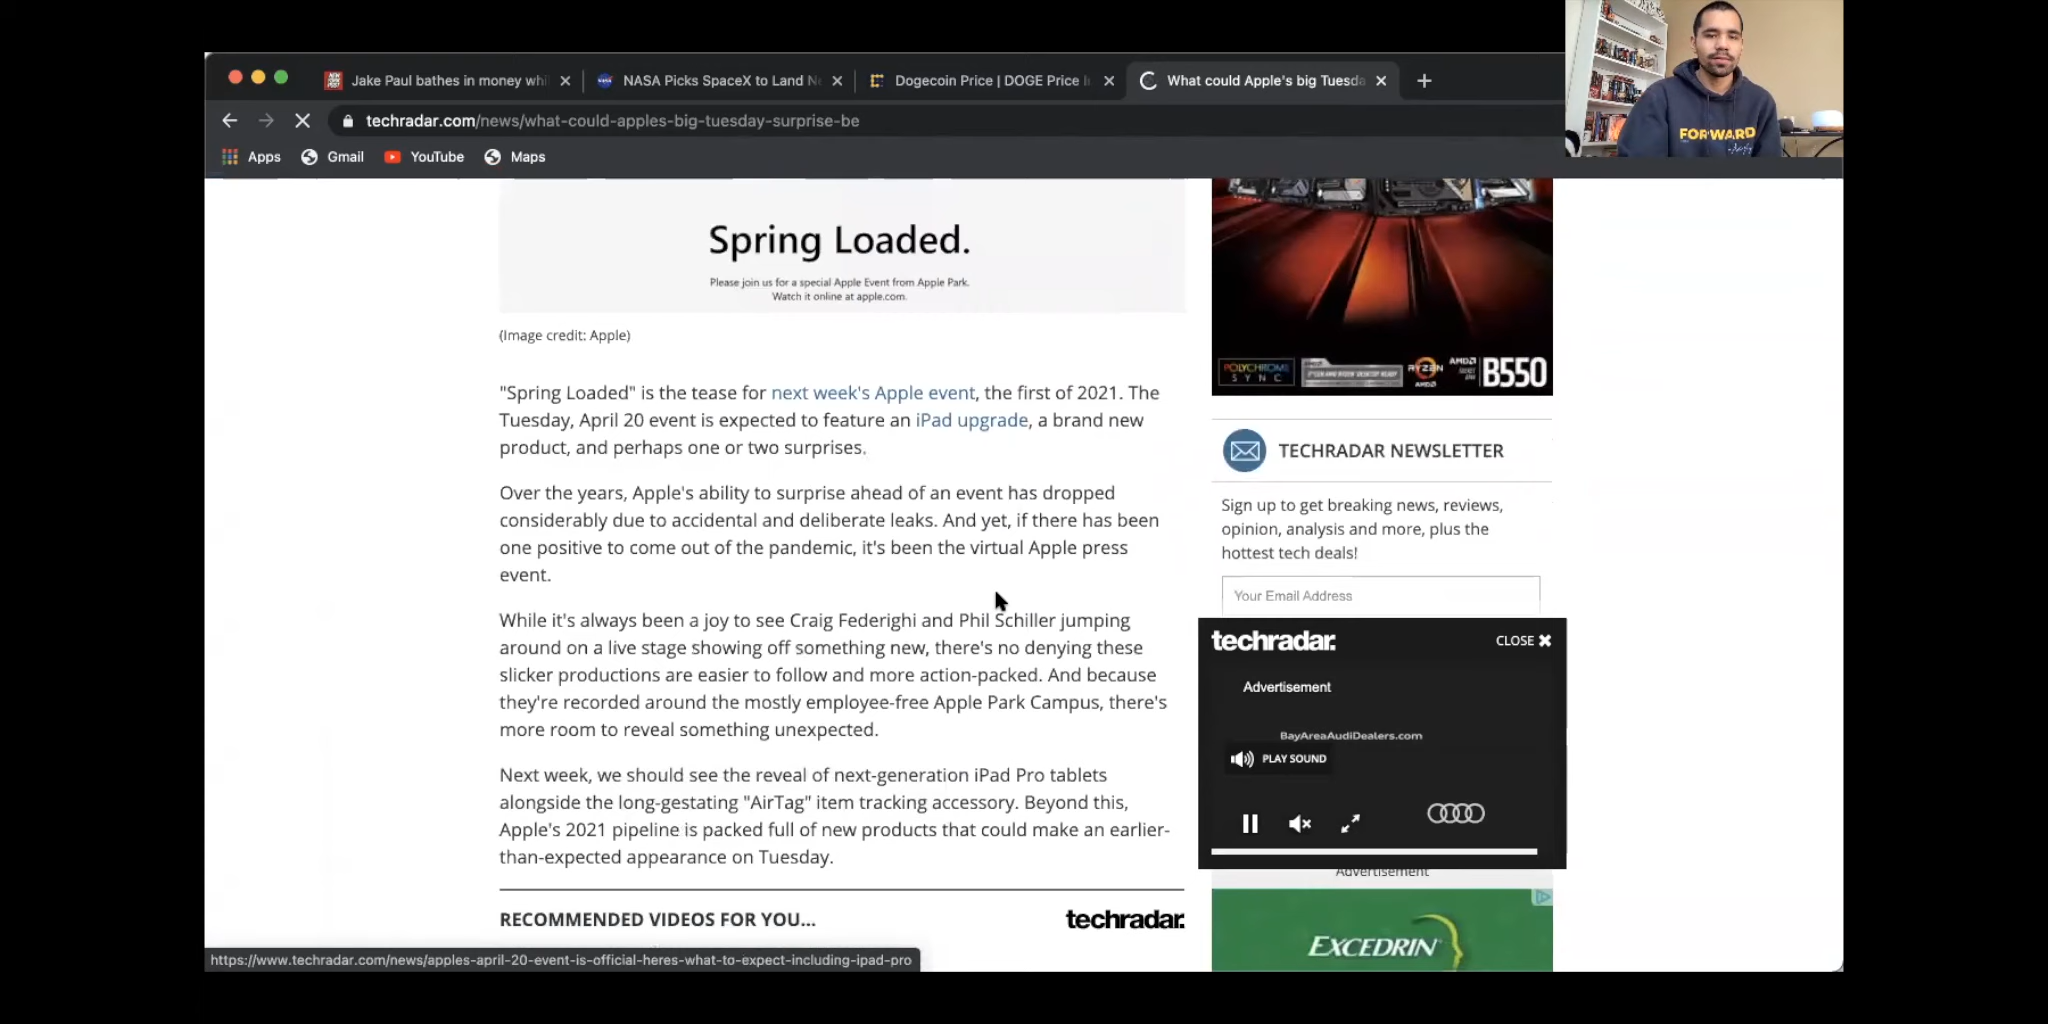 Jake Paul bathes in money whi
NASA Picks SpaceX to Land Ne
Dogecoin Price | DOGE Price I
What could Apple's big Tuesda
techradar.com/news/what-could-apples-big-tuesday-surprise-be
Apps
Gmail
YouTube
Maps
FORWARD
Spring Loaded.
Please join us for a special Apple Event from Apple Park.
Watch it online at apple.com.
(Image credit: Apple)
"Spring Loaded" is the tease for next week's Apple event, the first of 2021. The
Tuesday, April 20 event is expected to feature an iPad upgrade, a brand new
product, and perhaps one or two surprises.
Over the years, Apple's ability to surprise ahead of an event has dropped
considerably due to accidental and deliberate leaks. And yet, if there has been
one positive to come out of the pandemic, it's been the virtual Apple press
event.
While it's always been a joy to see Craig Federighi and Phil Schiller jumping
around on a live stage showing off something new, there's no denying these
slicker productions are easier to follow and more action-packed. And because
they're recorded around the mostly employee-free Apple Park Campus, there's
more room to reveal something unexpected.
Next week, we should see the reveal of next-generation iPad Pro tablets
alongside the long-gestating "AirTag" item tracking accessory. Beyond this,
Apple's 2021 pipeline is packed full of new products that could make an earlier-
than-expected appearance on Tuesday.
RECOMMENDED VIDEOS FOR YOU...
techradar.
https://www.techradar.com/news/apples-april-20-event-is-official-heres-what-to-expect-including-ipad-pro
POLYCHROME
SYNC
RYZEN
AMD
AMD
B550
TECHRADAR NEWSLETTER
Sign up to get breaking news, reviews,
opinion, analysis and more, plus the
hottest tech deals!
Your Email Address
techradar.
CLOSE
Advertisement
BayAreaAudiDealers.com
PLAY SOUND
Advertisement
EXCEDRIN